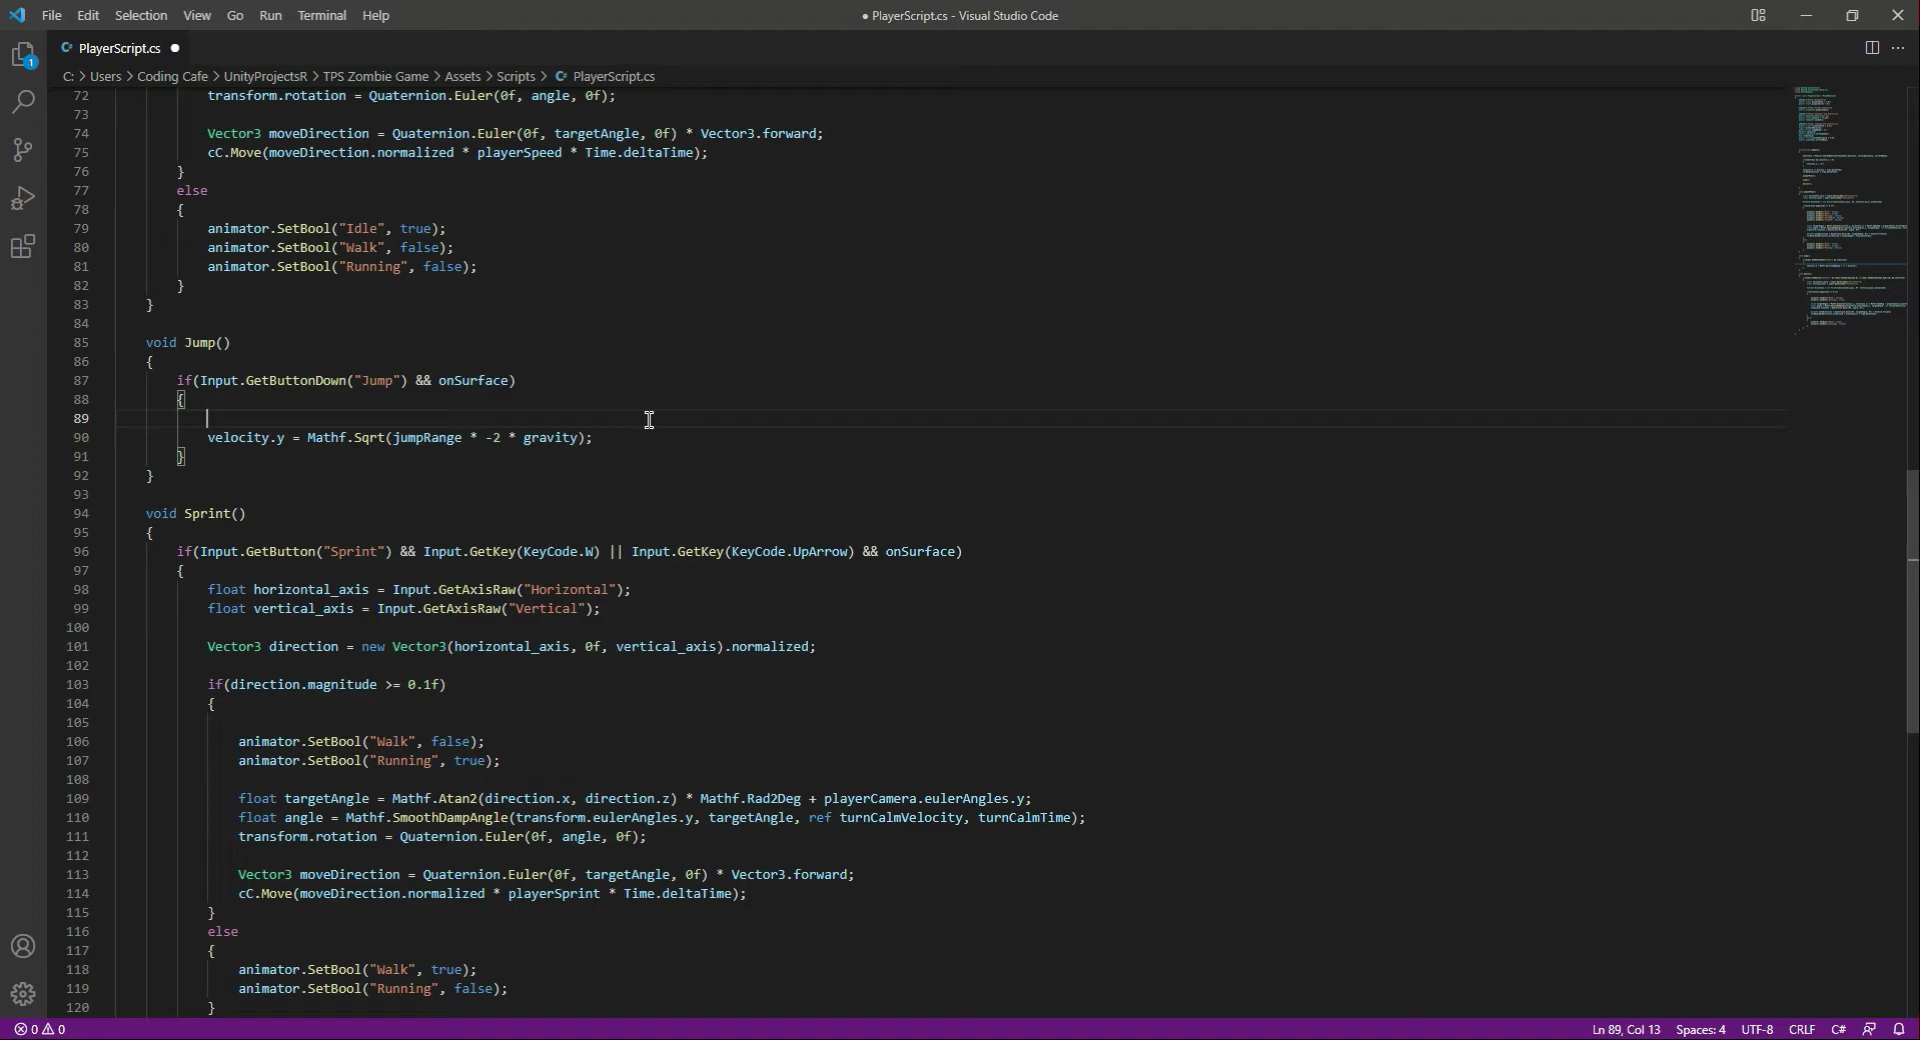 File Edit Selection View Go Run Terminal Help
● PlayerScript.cs - Visual Studio Code
PlayerScript.cs ●
C: > Users > Coding Cafe > UnityProjectsR > TPS Zombie Game > Assets > Scripts > PlayerScript.cs
1
72 transform.rotation = Quaternion.Euler(0f, angle, 0f);
73
74 Vector3 moveDirection = Quaternion.Euler(0f, targetAngle, 0f) * Vector3.forward;
75 cC.Move(moveDirection.normalized * playerSpeed * Time.deltaTime);
76 }
77 else
78 {
79 animator.SetBool("Idle", true);
80 animator.SetBool("Walk", false);
81 animator.SetBool("Running", false);
82 }
83 }
84
85 void Jump()
86 {
87 if(Input.GetButtonDown("Jump") && onSurface)
88 {
89
90 velocity.y = Mathf.Sqrt(jumpRange * -2 * gravity);
91 }
92 }
93
94 void Sprint()
95 {
96 if(Input.GetButton("Sprint") && Input.GetKey(KeyCode.W) || Input.GetKey(KeyCode.UpArrow) && onSurface)
97 {
98 float horizontal_axis = Input.GetAxisRaw("Horizontal");
99 float vertical_axis = Input.GetAxisRaw("Vertical");
100
101 Vector3 direction = new Vector3(horizontal_axis, 0f, vertical_axis).normalized;
102
103 if(direction.magnitude >= 0.1f)
104 {
105
106 animator.SetBool("Walk", false);
107 animator.SetBool("Running", true);
108
109 float targetAngle = Mathf.Atan2(direction.x, direction.z) * Mathf.Rad2Deg + playerCamera.eulerAngles.y;
110 float angle = Mathf.SmoothDampAngle(transform.eulerAngles.y, targetAngle, ref turnCalmVelocity, turnCalmTime);
111 transform.rotation = Quaternion.Euler(0f, angle, 0f);
112
113 Vector3 moveDirection = Quaternion.Euler(0f, targetAngle, 0f) * Vector3.forward;
114 cC.Move(moveDirection.normalized * playerSprint * Time.deltaTime);
115 }
116 else
117 {
118 animator.SetBool("Walk", true);
119 animator.SetBool("Running", false);
120 }
0 0
Ln 89, Col 13 Spaces: 4 UTF-8 CRLF C#